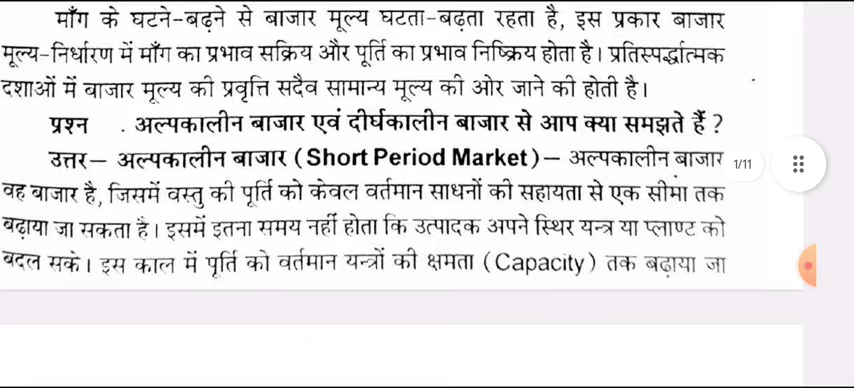 माँग के घटने-बढ़ने से बाजार मूल्य घटता-बढ़ता रहता है, इस प्रकार बाजार
मूल्य-निर्धारण में माँग का प्रभाव सक्रिय और पूर्ति का प्रभाव निष्क्रिय होता है। प्रतिस्पर्द्धात्मक
दशाओं में बाजार मूल्य की प्रवृत्ति सदैव सामान्य मूल्य की ओर जाने की होती है।
प्रश्न . अल्पकालीन बाजार एवं दीर्घकालीन बाजार से आप क्या समझते हैं ?
उत्तर— अल्पकालीन बाजार ( Short Period Market )— अल्पकालीन बाजार
1/11
वह बाजार है, जिसमें वस्तु की पूर्ति को केवल वर्तमान साधनों की सहायता से एक सीमा तक
बढ़ाया जा सकता है। इसमें इतना समय नहीं होता कि उत्पादक अपने स्थिर यन्त्र या प्लाण्ट को
बदल सके। इस काल में पूर्ति को वर्तमान यन्त्रों की क्षमता ( Capacity ) तक बढ़ाया जा